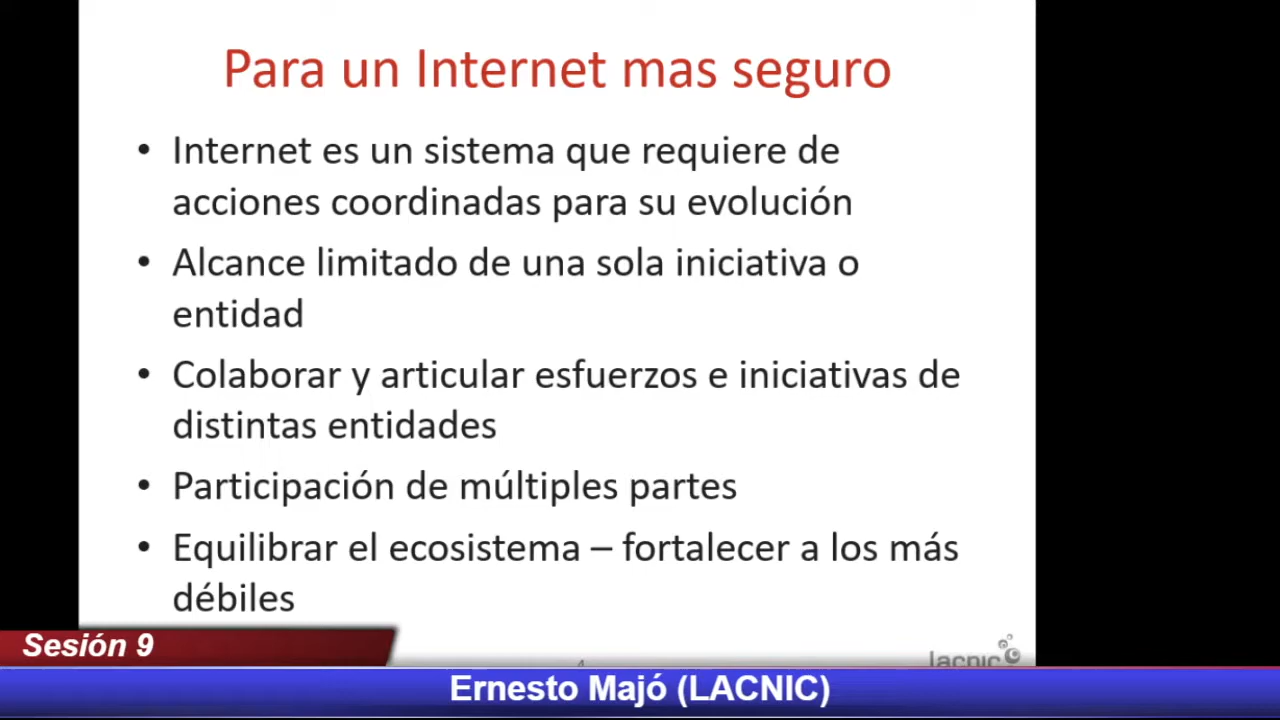 Para un Internet mas seguro
• Internet es un sistema que requiere de
acciones coordinadas para su evolución
• Alcance limitado de una sola iniciativa o
entidad
• Colaborar y articular esfuerzos e iniciativas de
distintas entidades
• Participación de múltiples partes
• Equilibrar el ecosistema – fortalecer a los más
débiles
Sesión 9
4
lacnic
Ernesto Majó (LACNIC)